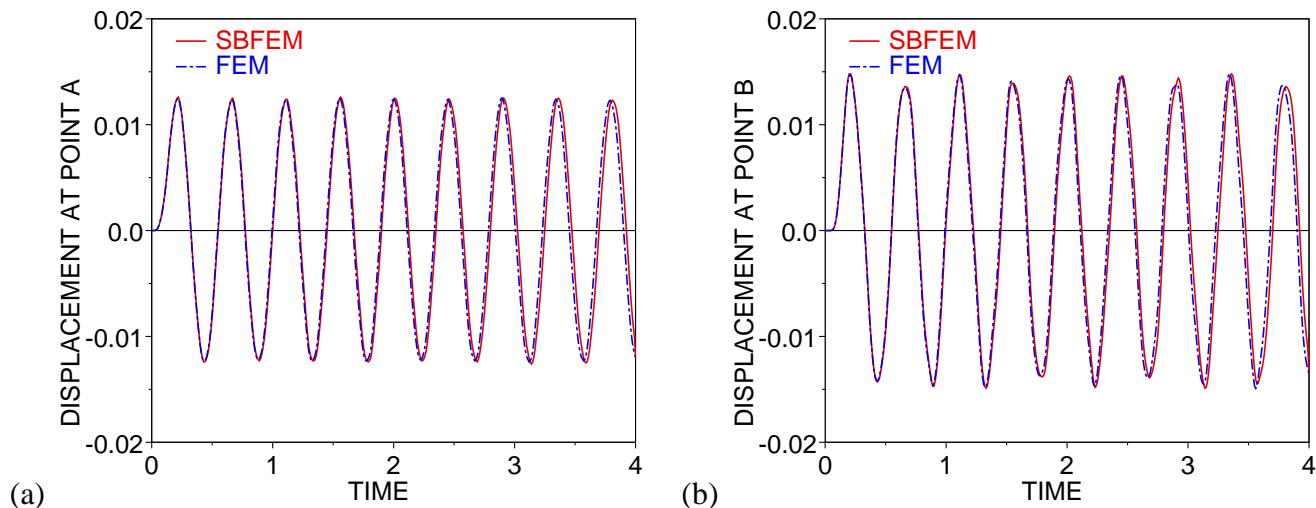 0.02
SBFEM
FEM
0.01
0.0
-0.01
-0.02
DISPLACEMENT AT POINT A
0 1 2 3 4
TIME
(a)
0.02
SBFEM
FEM
0.01
0.0
-0.01
-0.02
DISPLACEMENT AT POINT B
0 1 2 3 4
TIME
(b)